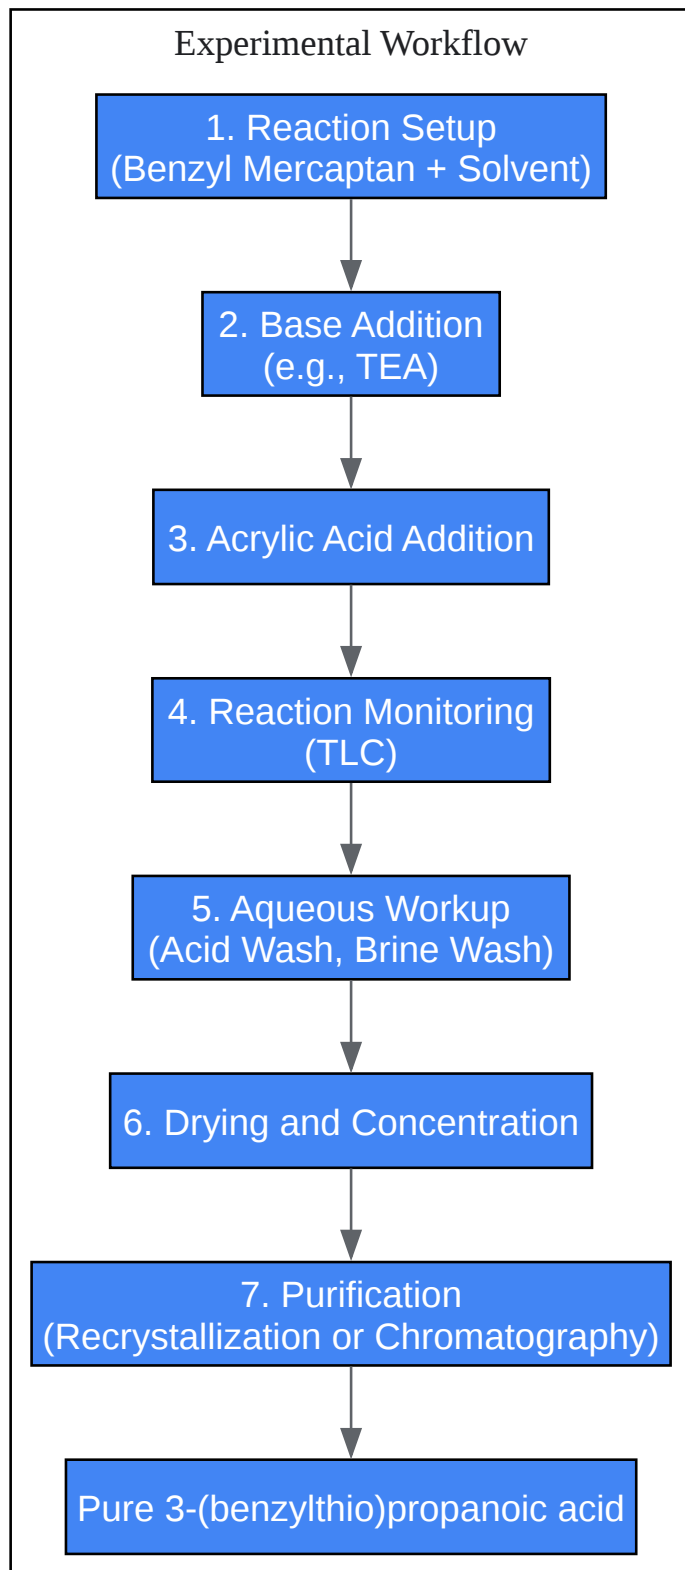 Experimental Workflow
1. Reaction Setup
(Benzyl Mercaptan + Solvent)
2. Base Addition
(e.g., TEA)
3. Acrylic Acid Addition
4. Reaction Monitoring
(TLC)
5. Aqueous Workup
(Acid Wash, Brine Wash)
6. Drying and Concentration
7. Purification
(Recrystallization or Chromatography)
Pure 3-(benzylthio)propanoic acid